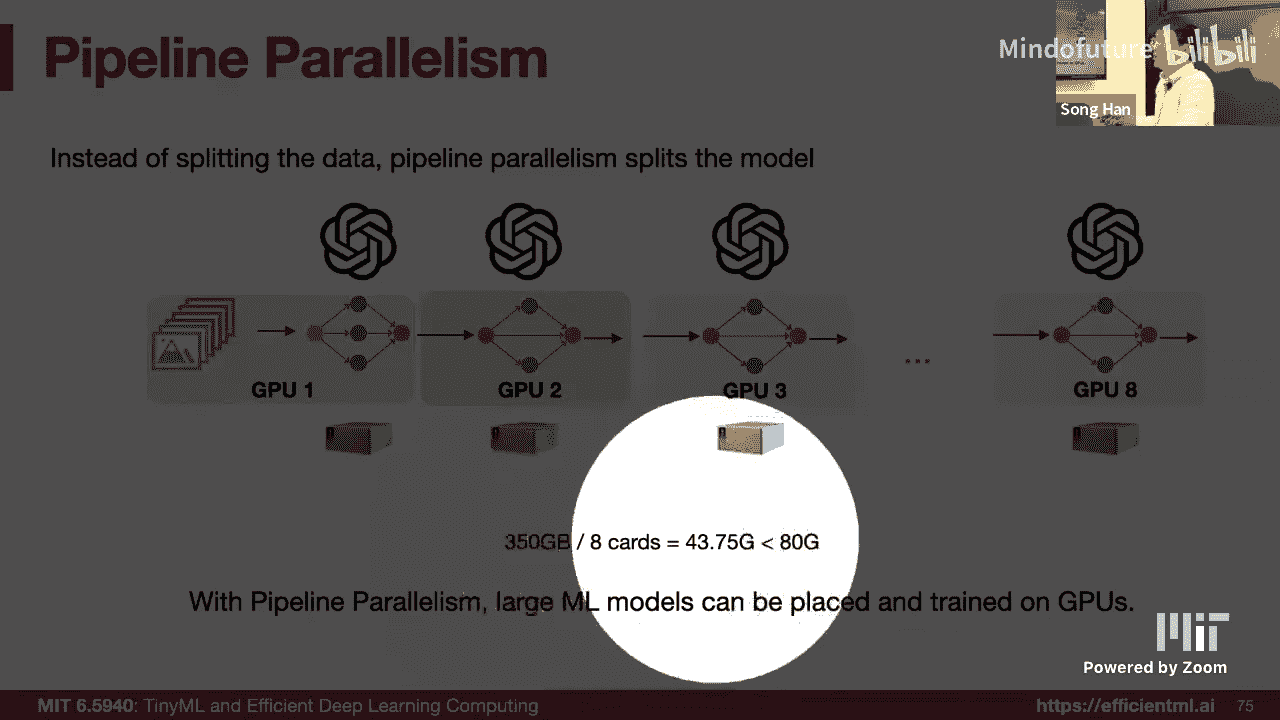 Pipeline Parallelism
Mindofuture bilibili
Song Han
Instead of splitting the data, pipeline parallelism splits the model
GPU 1
GPU 2
GPU 3
...
GPU 8
350GB / 8 cards = 43.75G < 80G
With Pipeline Parallelism, large ML models can be placed and trained on GPUs.
MIT
Powered by Zoom
MIT 6.5940: TinyML and Efficient Deep Learning Computing
https://efficientml.ai
75